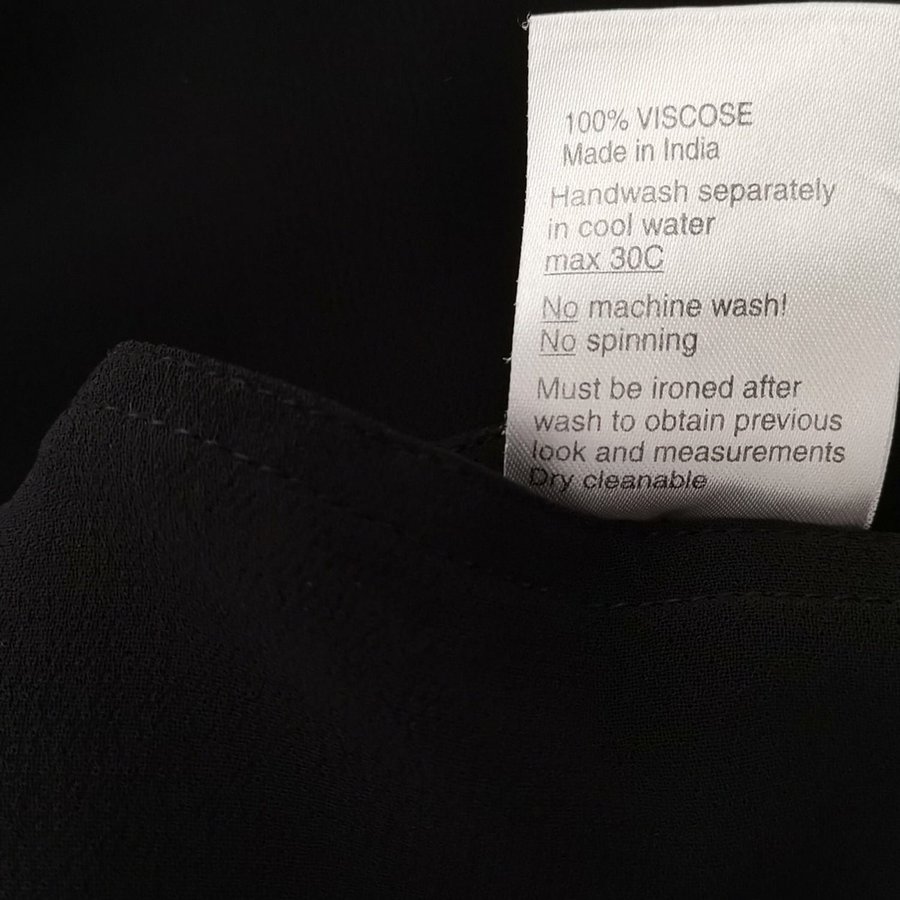 100% VISCOSE
Made in India
Handwash separately
in cool water
max 30C
No machine wash!
No spinning
Must be ironed after
wash to obtain previous
look and measurements
Dry cleanable